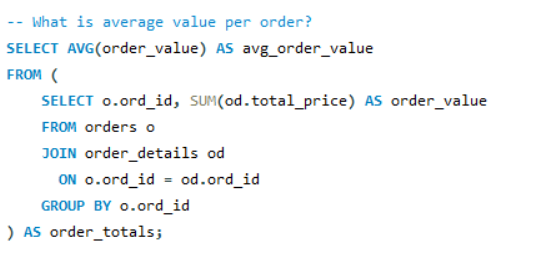 -- What is average value per order?
SELECT AVG(order_value) AS avg_order_value
FROM (
    SELECT o.ord_id, SUM(od.total_price) AS order_value
    FROM orders o
    JOIN order_details od
      ON o.ord_id = od.ord_id
    GROUP BY o.ord_id
) AS order_totals;